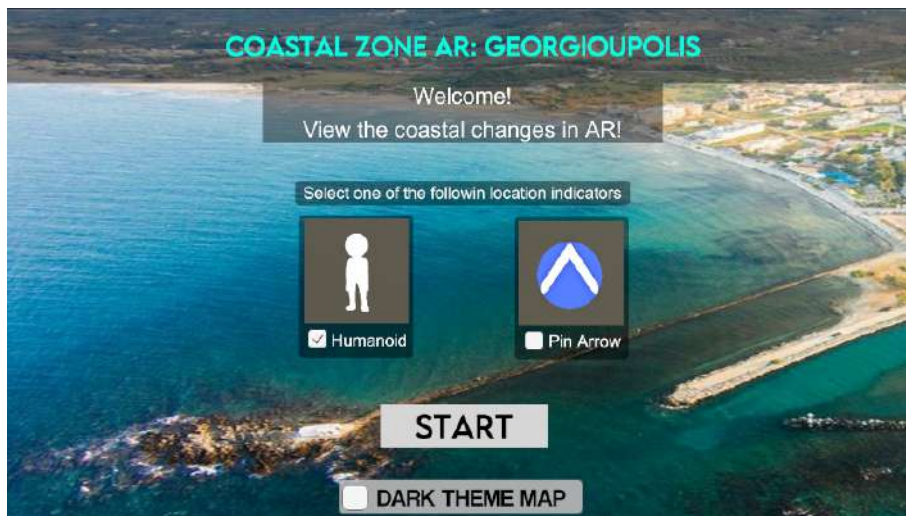 COASTAL ZONE AR: GEORGIOUPOLIS
Welcome!
View the coastal changes in AR!
Select one of the followin location indicators
Humanoid
Pin Arrow
START
DARK THEME MAP